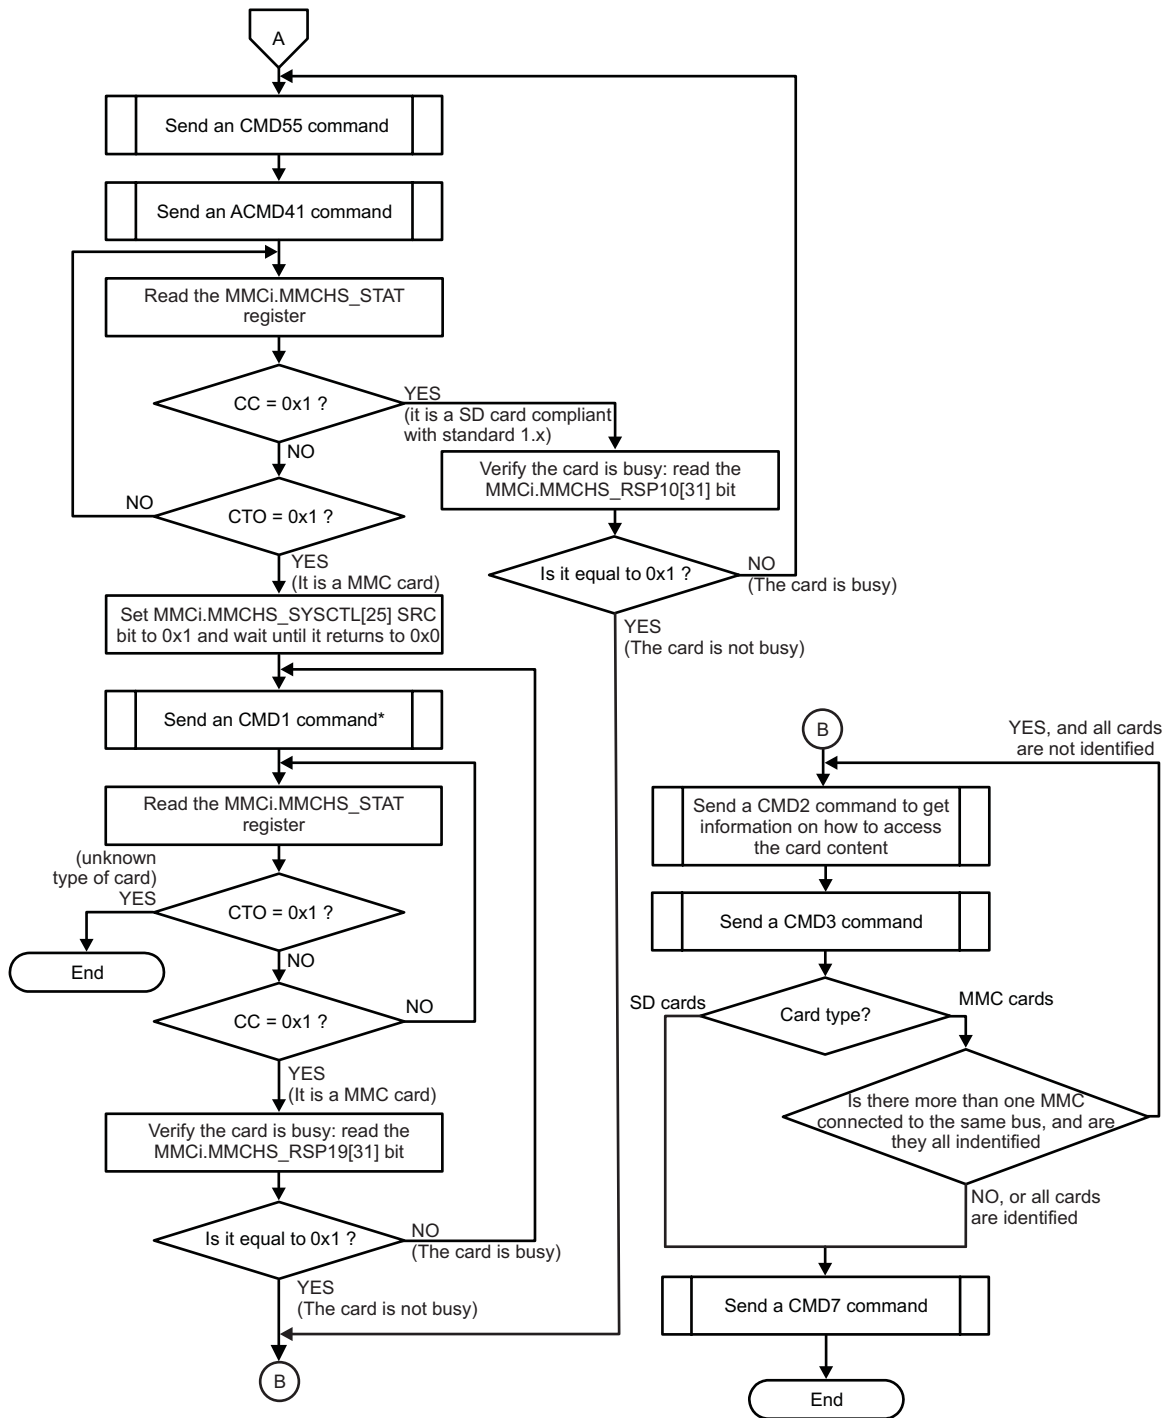 A
Send an CMD55 command
Send an ACMD41 command
Read the MMCi.MMCHS_STAT
register
CC = 0x1 ?
YES
(it is a SD card compliant
with standard 1.x)
NO
Verify the card is busy: read the
MMCi.MMCHS_RSP10[31] bit
NO
CTO = 0x1 ?
YES
(It is a MMC card)
Is it equal to 0x1 ?
NO
(The card is busy)
YES
(The card is not busy)
Set MMCi.MMCHS_SYSCTL[25] SRC
bit to 0x1 and wait until it returns to 0x0
Send an CMD1 command*
Read the MMCi.MMCHS_STAT
register
(unknown
type of card)
YES
CTO = 0x1 ?
End
NO
CC = 0x1 ?
NO
YES
(It is a MMC card)
Verify the card is busy: read the
MMCi.MMCHS_RSP19[31] bit
Is it equal to 0x1 ?
NO
(The card is busy)
YES
(The card is not busy)
B
B
YES, and all cards
are not identified
Send a CMD2 command to get
information on how to access
the card content
Send a CMD3 command
SD cards
Card type?
MMC cards
Is there more than one MMC
connected to the same bus, and are
they all indentified
NO, or all cards
are identified
Send a CMD7 command
End